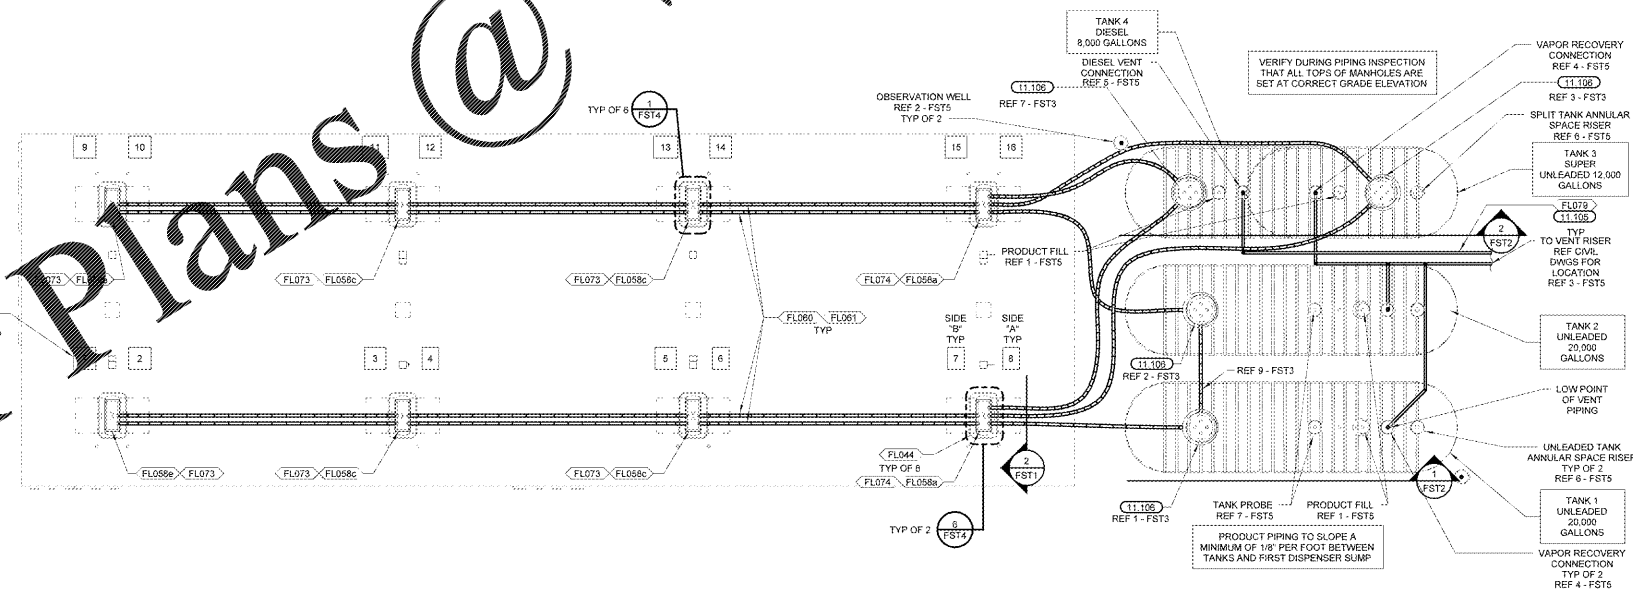 Plans @
TANK 4
DIESEL
8,000 GALLONS
DIESEL VENT
CONNECTION
REF 5 - FST5
11.106
REF 7 - FST3
OBSERVATION WELL
REF 2 - FST5
TYP OF 2
VERIFY DURING PIPING INSPECTION
THAT ALL TOPS OF MANHOLES ARE
SET AT CORRECT GRADE ELEVATION
VAPOR RECOVERY
CONNECTION
REF 4 - FST5
11.106
REF 3 - FST3
SPLIT TANK ANNULAR
SPACE RISER
REF 6 - FST5
TANK 3
SUPER
UNLEADED 12,000
GALLONS
FL079
11.105
TYP
TO VENT RISER
REF CIVIL
DWGS FOR
LOCATION
REF 3 - FST5
2
FST2
TYP OF 6
1
FST4
9
10
11
12
13
14
15
16
PRODUCT FILL
REF 1 - FST5
FL073
FL073
FL058c
FL073
FL058c
FL074
FL058a
FL060
FL061
TYP
SIDE
"B"
TYP
SIDE
"A"
TYP
2
3
4
5
6
7
8
11.106
REF 2 - FST3
REF 9 - FST3
TANK 2
UNLEADED
20,000
GALLONS
LOW POINT
OF VENT
PIPING
UNLEADED TANK
ANNULAR SPACE RISER
TYP OF 2
REF 6 - FST5
TANK 1
UNLEADED
20,000
GALLONS
VAPOR RECOVERY
CONNECTION
TYP OF 2
REF 4 - FST5
FL058e
FL073
FL073
FL058c
FL073
FL058c
FL044
TYP OF 8
FL074
FL058a
2
FST1
1
FST2
TYP OF 2
6
FST4
11.106
REF 1 - FST3
TANK PROBE
REF 7 - FST5
PRODUCT FILL
REF 1 - FST5
PRODUCT PIPING TO SLOPE A
MINIMUM OF 1/8" PER FOOT BETWEEN
TANKS AND FIRST DISPENSER SUMP